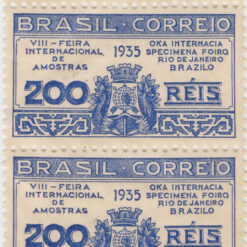 BRASIL CORREIO
VIII - FEIRA INTERNACIONAL DE AMOSTRAS
1935
OKA INTERNACIA SPECIMENA FOIRO RIO DE JANEIRO BRAZILO
200 RÉIS
BRASIL CORREIO
VIII - FEIRA INTERNACIONAL DE AMOSTRAS
1935
OKA INTERNACIA SPECIMENA FOIRO RIO DE JANEIRO BRAZILO
200 RÉIS